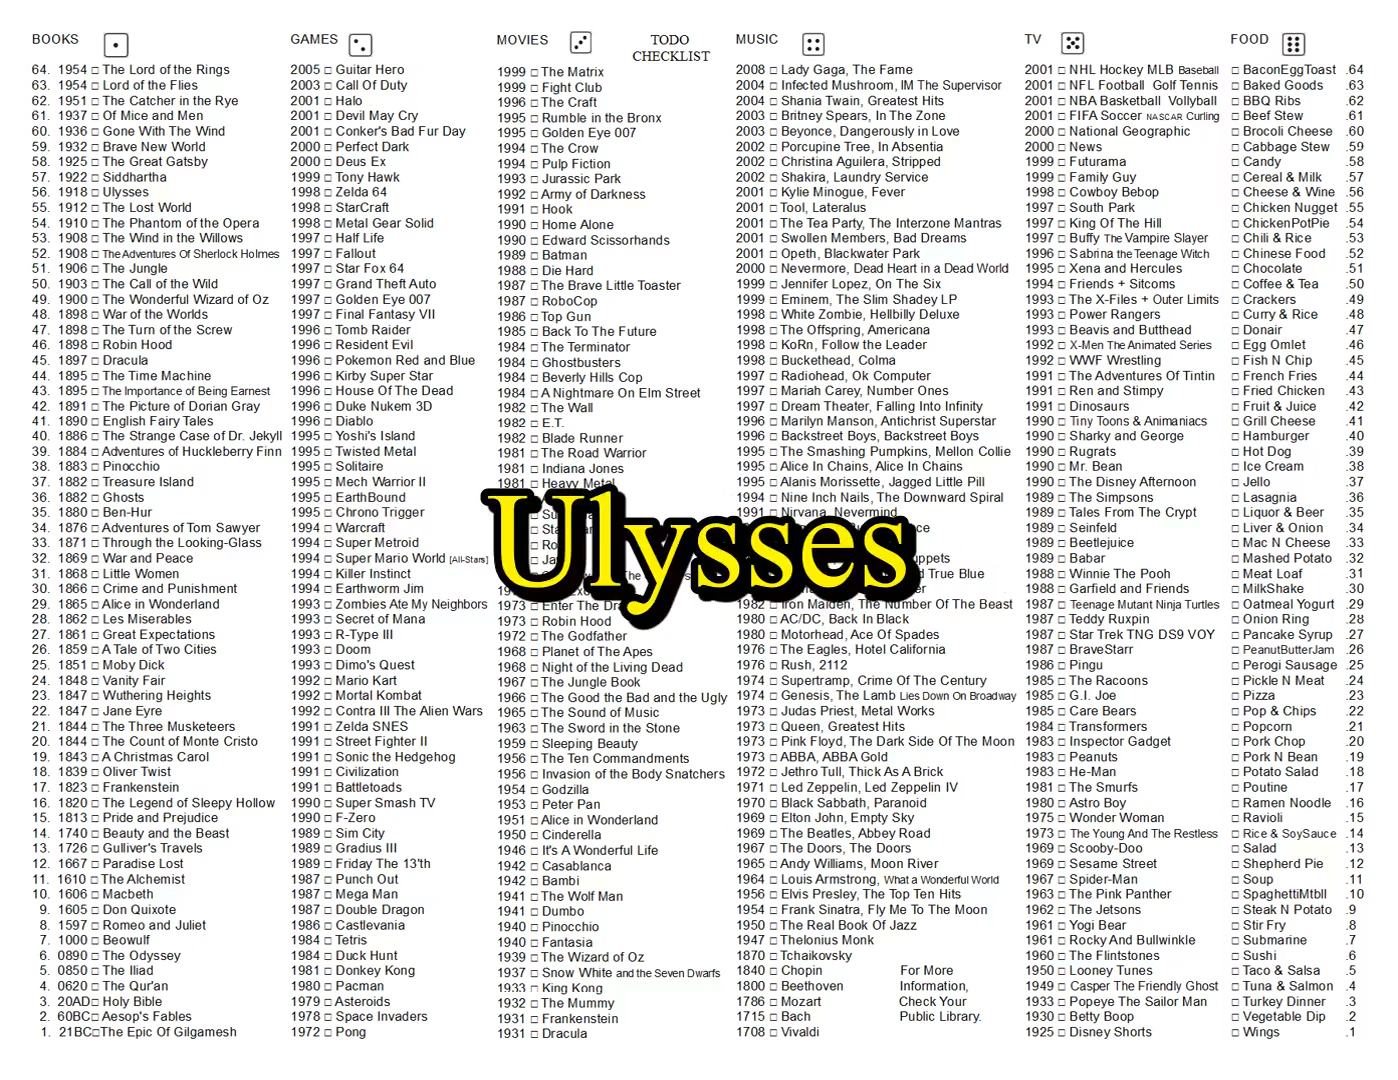 BOOKS
64. 1954 □ The Lord of the Rings
63. 1954 □ Lord of the Flies
62. 1951 □ The Catcher in the Rye
61. 1937 □ Of Mice and Men
60. 1936 □ Gone With The Wind
59. 1932 □ Brave New World
58. 1925 □ The Great Gatsby
57. 1922 □ Siddhartha
56. 1918 □ Ulysses
55. 1912 □ The Lost World
54. 1910 □ The Phantom of the Opera
53. 1908 □ The Wind in the Willows
52. 1908 □ The Adventures Of Sherlock Holmes
51. 1906 □ The Jungle
50. 1903 □ The Call of the Wild
49. 1900 □ The Wonderful Wizard of Oz
48. 1898 □ War of the Worlds
47. 1898 □ The Turn of the Screw
46. 1898 □ Robin Hood
45. 1897 □ Dracula
44. 1895 □ The Time Machine
43. 1895 □ The Importance of Being Earnest
42. 1891 □ The Picture of Dorian Gray
41. 1890 □ English Fairy Tales
40. 1886 □ The Strange Case of Dr. Jekyll
39. 1884 □ Adventures of Huckleberry Finn
38. 1883 □ Pinocchio
37. 1882 □ Treasure Island
36. 1882 □ Ghosts
35. 1880 □ Ben-Hur
34. 1876 □ Adventures of Tom Sawyer
33. 1871 □ Through the Looking-Glass
32. 1869 □ War and Peace
31. 1868 □ Little Women
30. 1866 □ Crime and Punishment
29. 1865 □ Alice in Wonderland
28. 1862 □ Les Miserables
27. 1861 □ Great Expectations
26. 1859 □ A Tale of Two Cities
25. 1851 □ Moby Dick
24. 1848 □ Vanity Fair
23. 1847 □ Wuthering Heights
22. 1847 □ Jane Eyre
21. 1844 □ The Three Musketeers
20. 1844 □ The Count of Monte Cristo
19. 1843 □ A Christmas Carol
18. 1839 □ Oliver Twist
17. 1823 □ Frankenstein
16. 1820 □ The Legend of Sleepy Hollow
15. 1813 □ Pride and Prejudice
14. 1740 □ Beauty and the Beast
13. 1726 □ Gulliver's Travels
12. 1667 □ Paradise Lost
11. 1610 □ The Alchemist
10. 1606 □ Macbeth
9. 1605 □ Don Quixote
8. 1597 □ Romeo and Juliet
7. 1000 □ Beowulf
6. 0890 □ The Odyssey
5. 0850 □ The Iliad
4. 0620 □ The Qur'an
3. 20AD□ Holy Bible
2. 60BC□ Aesop's Fables
1. 21BC□The Epic Of Gilgamesh
GAMES
2005 □ Guitar Hero
2003 □ Call Of Duty
2001 □ Halo
2001 □ Devil May Cry
2001 □ Conker's Bad Fur Day
2000 □ Perfect Dark
2000 □ Deus Ex
1999 □ Tony Hawk
1998 □ Zelda 64
1998 □ StarCraft
1998 □ Metal Gear Solid
1997 □ Half Life
1997 □ Fallout
1997 □ Star Fox 64
1997 □ Grand Theft Auto
1997 □ Golden Eye 007
1997 □ Final Fantasy VII
1996 □ Tomb Raider
1996 □ Resident Evil
1996 □ Pokemon Red and Blue
1996 □ Kirby Super Star
1996 □ House Of The Dead
1996 □ Duke Nukem 3D
1996 □ Diablo
1995 □ Yoshi's Island
1995 □ Twisted Metal
1995 □ Solitaire
1995 □ Mech Warrior II
1995 □ EarthBound
1995 □ Chrono Trigger
1994 □ Warcraft
1994 □ Super Metroid
1994 □ Super Mario World [All-Stars]
1994 □ Killer Instinct
1994 □ Earthworm Jim
1993 □ Zombies Ate My Neighbors
1993 □ Secret of Mana
1993 □ R-Type III
1993 □ Doom
1993 □ Dimo's Quest
1992 □ Mario Kart
1992 □ Mortal Kombat
1992 □ Contra III The Alien Wars
1991 □ Zelda SNES
1991 □ Street Fighter II
1991 □ Sonic the Hedgehog
1991 □ Civilization
1991 □ Battletoads
1990 □ Super Smash TV
1990 □ F-Zero
1989 □ Sim City
1989 □ Gradius III
1989 □ Friday The 13'th
1987 □ Punch Out
1987 □ Mega Man
1987 □ Double Dragon
1986 □ Castlevania
1984 □ Tetris
1984 □ Duck Hunt
1981 □ Donkey Kong
1980 □ Pacman
1979 □ Asteroids
1978 □ Space Invaders
1972 □ Pong
MOVIES
TODO
CHECKLIST
1999 □ The Matrix
1999 □ Fight Club
1996 □ The Craft
1995 □ Rumble in the Bronx
1995 □ Golden Eye 007
1994 □ The Crow
1994 □ Pulp Fiction
1993 □ Jurassic Park
1992 □ Army of Darkness
1991 □ Hook
1990 □ Home Alone
1990 □ Edward Scissorhands
1989 □ Batman
1988 □ Die Hard
1987 □ The Brave Little Toaster
1987 □ RoboCop
1986 □ Top Gun
1985 □ Back To The Future
1984 □ The Terminator
1984 □ Ghostbusters
1984 □ Beverly Hills Cop
1984 □ A Nightmare On Elm Street
1982 □ The Wall
1982 □ E.T.
1982 □ Blade Runner
1981 □ The Road Warrior
1981 □ Indiana Jones
1981 □ Heavy Metal
Ulysses
1973 □ Enter The
1973 □ Robin Hood
1972 □ The Godfather
1968 □ Planet of The Apes
1968 □ Night of the Living Dead
1967 □ The Jungle Book
1966 □ The Good the Bad and the Ugly
1965 □ The Sound of Music
1963 □ The Sword in the Stone
1959 □ Sleeping Beauty
1956 □ The Ten Commandments
1956 □ Invasion of the Body Snatchers
1954 □ Godzilla
1953 □ Peter Pan
1951 □ Alice in Wonderland
1950 □ Cinderella
1946 □ It's A Wonderful Life
1942 □ Casablanca
1942 □ Bambi
1941 □ The Wolf Man
1941 □ Dumbo
1940 □ Pinocchio
1940 □ Fantasia
1939 □ The Wizard of Oz
1937 □ Snow White and the Seven Dwarfs
1933 □ King Kong
1932 □ The Mummy
1931 □ Frankenstein
1931 □ Dracula
MUSIC
2008 □ Lady Gaga, The Fame
2004 □ Infected Mushroom, IM The Supervisor
2004 □ Shania Twain, Greatest Hits
2003 □ Britney Spears, In The Zone
2003 □ Beyonce, Dangerously in Love
2002 □ Porcupine Tree, In Absentia
2002 □ Christina Aguilera, Stripped
2002 □ Shakira, Laundry Service
2001 □ Kylie Minogue, Fever
2001 □ Tool, Lateralus
2001 □ The Tea Party, The Interzone Mantras
2001 □ Swollen Members, Bad Dreams
2001 □ Opeth, Blackwater Park
2000 □ Nevermore, Dead Heart in a Dead World
1999 □ Jennifer Lopez, On The Six
1999 □ Eminem, The Slim Shadey LP
1998 □ White Zombie, Hellbilly Deluxe
1998 □ The Offspring, Americana
1998 □ KoRn, Follow the Leader
1998 □ Buckethead, Colma
1997 □ Radiohead, Ok Computer
1997 □ Mariah Carey, Number Ones
1997 □ Dream Theater, Falling Into Infinity
1996 □ Marilyn Manson, Antichrist Superstar
1996 □ Backstreet Boys, Backstreet Boys
1995 □ The Smashing Pumpkins, Mellon Collie
1995 □ Alice In Chains, Alice In Chains
1995 □ Alanis Morissette, Jagged Little Pill
1994 □ Nine Inch Nails, The Downward Spiral
1991 □ Nirvana, Nevermind
True Blue
1982 □ Iron Maiden, The Number Of The Beast
1980 □ AC/DC, Back In Black
1980 □ Motorhead, Ace Of Spades
1976 □ The Eagles, Hotel California
1976 □ Rush, 2112
1974 □ Supertramp, Crime Of The Century
1974 □ Genesis, The Lamb Lies Down On Broadway
1973 □ Judas Priest, Metal Works
1973 □ Queen, Greatest Hits
1973 □ Pink Floyd, The Dark Side Of The Moon
1973 □ ABBA, ABBA Gold
1972 □ Jethro Tull, Thick As A Brick
1971 □ Led Zeppelin, Led Zeppelin IV
1970 □ Black Sabbath, Paranoid
1969 □ Elton John, Empty Sky
1969 □ The Beatles, Abbey Road
1967 □ The Doors, The Doors
1965 □ Andy Williams, Moon River
1964 □ Louis Armstrong, What a Wonderful World
1956 □ Elvis Presley, The Top Ten Hits
1954 □ Frank Sinatra, Fly Me To The Moon
1950 □ The Real Book Of Jazz
1947 □ Thelonius Monk
1870 □ Tchaikovsky
1840 □ Chopin
1800 □ Beethoven
1786 □ Mozart
1715 □ Bach
1708 □ Vivaldi
For More
Information,
Check Your
Public Library.
TV
2001 □ NHL Hockey MLB Baseball
2001 □ NFL Football Golf Tennis
2001 □ NBA Basketball Vollyball
2001 □ FIFA Soccer NASCAR Curling
2000 □ National Geographic
2000 □ News
1999 □ Futurama
1999 □ Family Guy
1998 □ Cowboy Bebop
1997 □ South Park
1997 □ King Of The Hill
1997 □ Buffy The Vampire Slayer
1996 □ Sabrina the Teenage Witch
1995 □ Xena and Hercules
1994 □ Friends + Sitcoms
1993 □ The X-Files + Outer Limits
1993 □ Power Rangers
1993 □ Beavis and Butthead
1992 □ X-Men The Animated Series
1992 □ WWF Wrestling
1991 □ The Adventures Of Tintin
1991 □ Ren and Stimpy
1991 □ Dinosaurs
1990 □ Tiny Toons & Animaniacs
1990 □ Sharky and George
1990 □ Rugrats
1990 □ Mr. Bean
1990 □ The Disney Afternoon
1989 □ The Simpsons
1989 □ Tales From The Crypt
1989 □ Seinfeld
1989 □ Beetlejuice
1989 □ Babar
1988 □ Winnie The Pooh
1988 □ Garfield and Friends
1987 □ Teenage Mutant Ninja Turtles
1987 □ Teddy Ruxpin
1987 □ Star Trek TNG DS9 VOY
1987 □ BraveStarr
1986 □ Pingu
1985 □ The Racoons
1985 □ G.I. Joe
1985 □ Care Bears
1984 □ Transformers
1983 □ Inspector Gadget
1983 □ Peanuts
1983 □ He-Man
1981 □ The Smurfs
1980 □ Astro Boy
1975 □ Wonder Woman
1973 □ The Young And The Restless
1969 □ Scooby-Doo
1969 □ Sesame Street
1967 □ Spider-Man
1963 □ The Pink Panther
1962 □ The Jetsons
1961 □ Yogi Bear
1961 □ Rocky And Bullwinkle
1960 □ The Flintstones
1950 □ Looney Tunes
1949 □ Casper The Friendly Ghost
1933 □ Popeye The Sailor Man
1930 □ Betty Boop
1925 □ Disney Shorts
FOOD
□ BaconEggToast .64
□ Baked Goods .63
□ BBQ Ribs .62
□ Beef Stew .61
□ Brocoli Cheese .60
□ Cabbage Stew .59
□ Candy .58
□ Cereal & Milk .57
□ Cheese & Wine .56
□ Chicken Nugget .55
□ ChickenPotPie .54
□ Chili & Rice .53
□ Chinese Food .52
□ Chocolate .51
□ Coffee & Tea .50
□ Crackers .49
□ Curry & Rice .48
□ Donair .47
□ Egg Omlet .46
□ Fish N Chip .45
□ French Fries .44
□ Fried Chicken .43
□ Fruit & Juice .42
□ Grill Cheese .41
□ Hamburger .40
□ Hot Dog .39
□ Ice Cream .38
□ Jello .37
□ Lasagnia .36
□ Liquor & Beer .35
□ Liver & Onion .34
□ Mac N Cheese .33
□ Mashed Potato .32
□ Meat Loaf .31
□ MilkShake .30
□ Oatmeal Yogurt .29
□ Onion Ring .28
□ Pancake Syrup .27
□ PeanutButterJam .26
□ Perogi Sausage .25
□ Pickle N Meat .24
□ Pizza .23
□ Pop & Chips .22
□ Popcorn .21
□ Pork Chop .20
□ Pork N Bean .19
□ Potato Salad .18
□ Poutine .17
□ Ramen Noodle .16
□ Ravioli .15
□ Rice & SoySauce .14
□ Salad .13
□ Shepherd Pie .12
□ Soup .11
□ SpaghettiMtbll .10
□ Steak N Potato .9
□ Stir Fry .8
□ Submarine .7
□ Sushi .6
□ Taco & Salsa .5
□ Tuna & Salmon .4
□ Turkey Dinner .3
□ Vegetable Dip .2
□ Wings .1